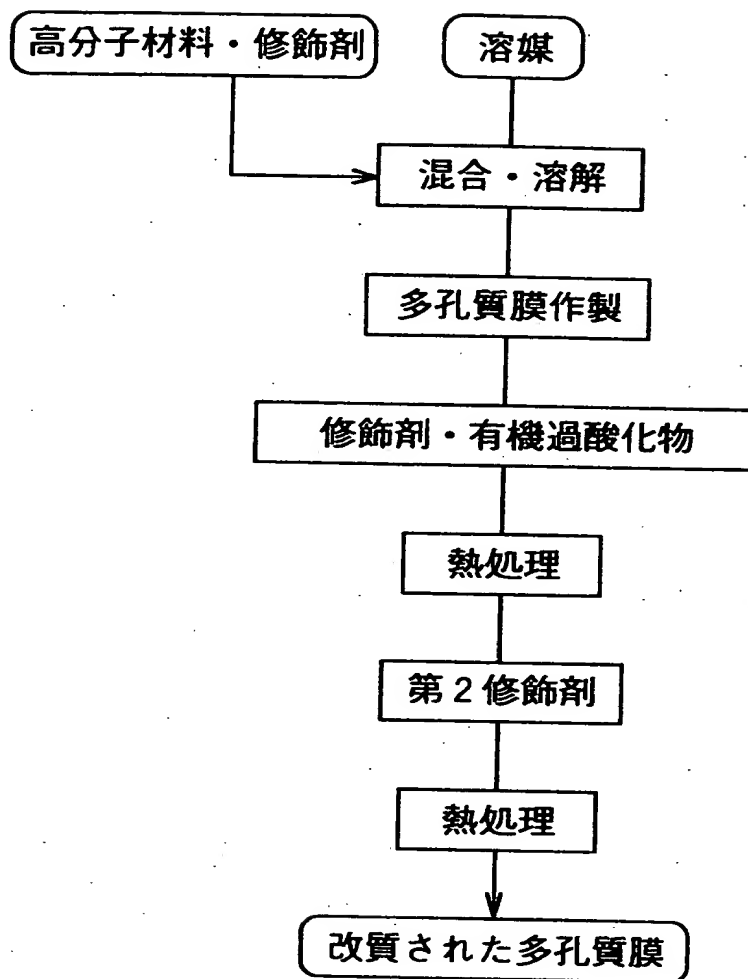 高分子材料・修飾剤
溶媒
混合・溶解
多孔質膜作製
修飾剤・有機過酸化物
熱処理
第2修飾剤
熱処理
改質された多孔質膜